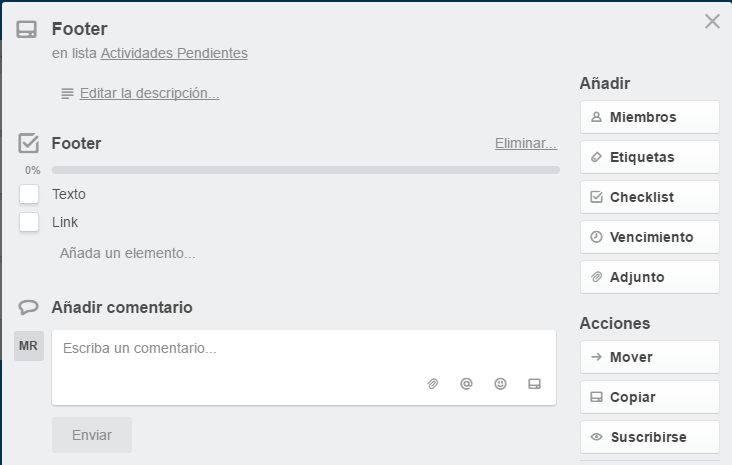 Footer
en lista Actividades Pendientes
Editar la descripción...
Footer
Eliminar...
0%
Texto
Link
Añada un elemento...
Añadir comentario
MR
Escriba un comentario...
@
Enviar
Añadir
Miembros
Etiquetas
Checklist
Vencimiento
Adjunto
Acciones
Mover
Copiar
Suscribirse